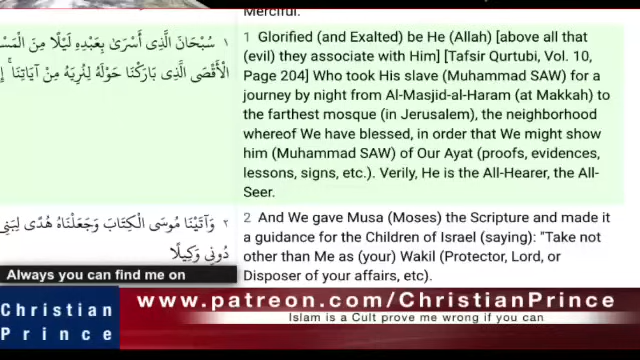 Merciful.
١ سُبْحَانَ الَّذِي أَسْرَىٰ بِعَبْدِهِ لَيْلًا مِنَ
الْأَقْصَى الَّذِي بَارَكْنَا حَوْلَهُ لِنُرِيَهُ مِنْ آيَاتِنَا ۚ
1 Glorified (and Exalted) be He (Allah) [above all that
(evil) they associate with Him] [Tafsir Qurtubi, Vol. 10,
Page 204] Who took His slave (Muhammad SAW) for a
journey by night from Al-Masjid-al-Haram (at Makkah) to
the farthest mosque (in Jerusalem), the neighborhood
whereof We have blessed, in order that We might show
him (Muhammad SAW) of Our Ayat (proofs, evidences,
lessons, signs, etc.). Verily, He is the All-Hearer, the All-
Seer.
٢ وَآتَيْنَا مُوسَى الْكِتَابَ وَجَعَلْنَاهُ هُدًى لِبَنِي
دُونِي وَكِيلًا
2 And We gave Musa (Moses) the Scripture and made it
a guidance for the Children of Israel (saying): "Take not
other than Me as (your) Wakil (Protector, Lord, or
Disposer of your affairs, etc).
Always you can find me on
Christian
Prince
www.patreon.com/ChristianPrince
Islam is a Cult prove me wrong if you can